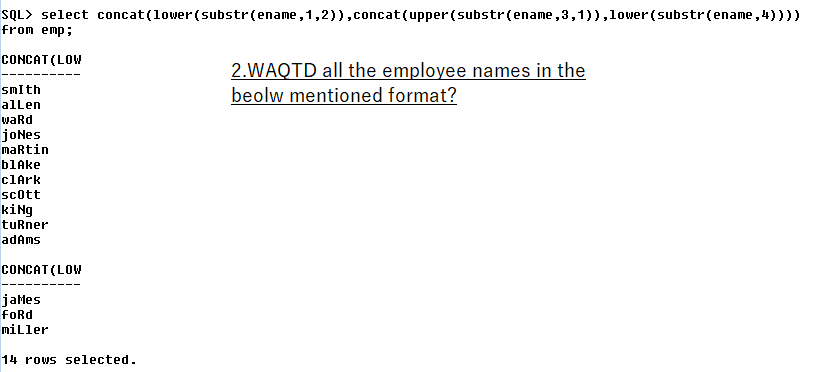 SQL> select concat(lower(substr(ename,1,2)),concat(upper(substr(ename,3,1)),lower(substr(ename,4))))
from emp;
CONCAT(LOW
----------
smIth
alLen
waRd
joNes
maRtin
blAke
clArk
scOtt
kiNg
tuRner
adAms
CONCAT(LOW
----------
jaMes
foRd
miLler
14 rows selected.
2.WAQTD all the employee names in the
beolw mentioned format?